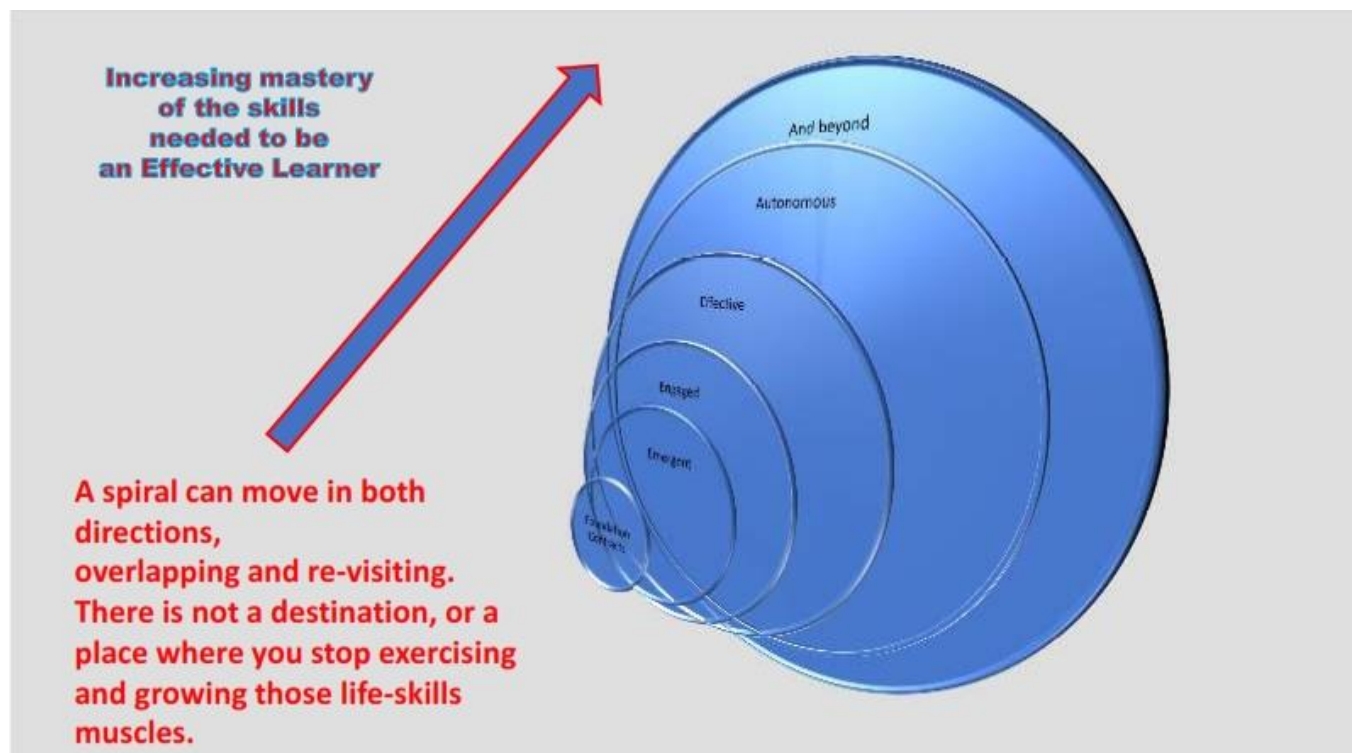 Increasing mastery
of the skills
needed to be
an Effective Learner
And beyond
Autonomous
Effective
Engaged
Emergent
Foundation
Contracts
A spiral can move in both
directions,
overlapping and re-visiting.
There is not a destination, or a
place where you stop exercising
and growing those life-skills
muscles.